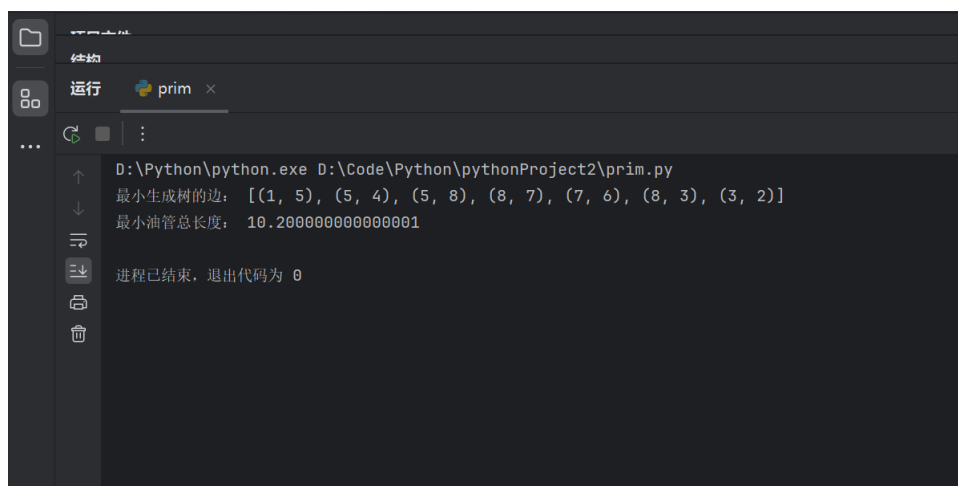 结构
运行 prim ×
D:\Python\python.exe D:\Code\Python\pythonProject2\prim.py
最小生成树的边： [(1, 5), (5, 4), (5, 8), (8, 7), (7, 6), (8, 3), (3, 2)]
最小油管总长度： 10.200000000000001
进程已结束，退出代码为 0